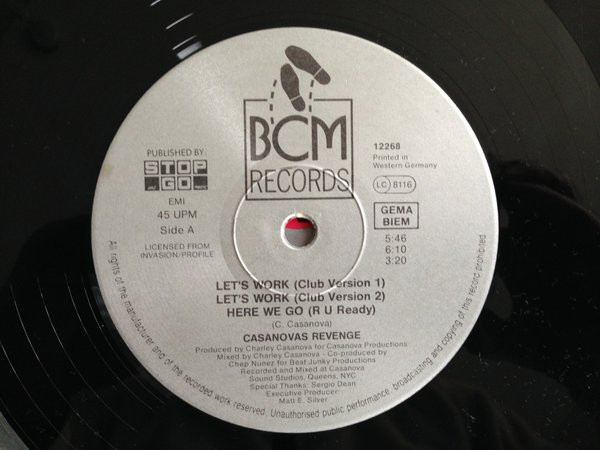 BCM
RECORDS
PUBLISHED BY:
STOP
GO
EMI
45 UPM
Side A
LICENSED FROM
INVASION/PROFILE
12268
Printed in
Western Germany
LC 8116
GEMA
BIEM
5:46
6:10
3:20
LET'S WORK (Club Version 1)
LET'S WORK (Club Version 2)
HERE WE GO (R U Ready)
(C. Casanova)
CASANOVAS REVENGE
Produced by Charley Casanova for Casanova Productions
Mixed by Charley Casanova - Co-produced by
Chep Nunez for Beat Junky Productions
Recorded and Mixed at Casanova
Sound Studios, Queens, NYC
Special Thanks: Sergio Dean
Executive Producer
Matt E. Silver
All rights of the manufacturer and of the recorded work reserved. Unauthorised public performance, broadcasting and copying of this record prohibited.